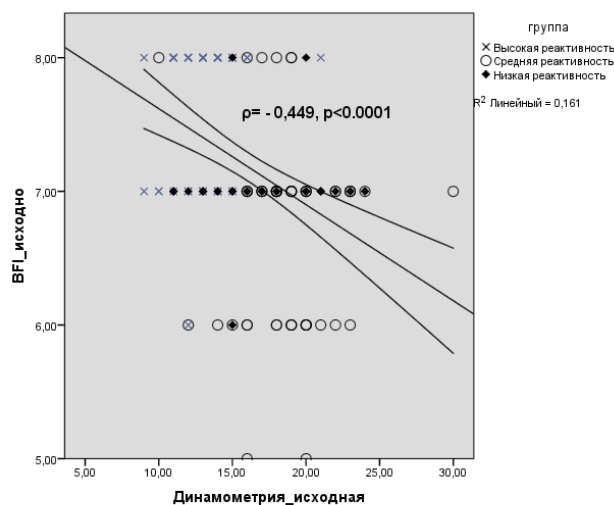 группа
Высокая реактивность
Средняя реактивность
Низкая реактивность
R² Линейный = 0,161
ρ= - 0,449, p<0.0001
BFI_исходно
8,00
7,00
6,00
5,00
5,00 10,00 15,00 20,00 25,00 30,00
Динамометрия_исходная